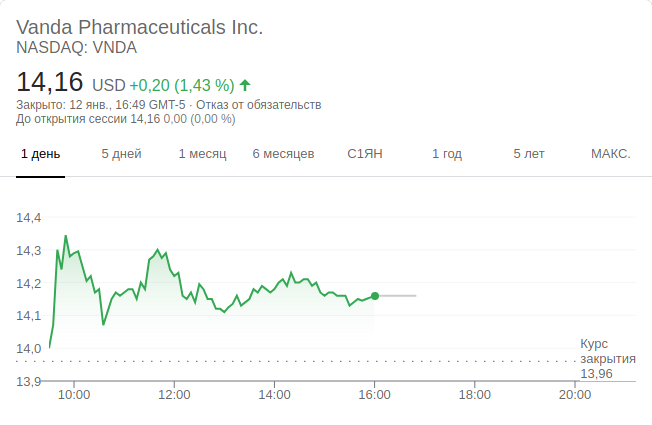 Vanda Pharmaceuticals Inc.
NASDAQ: VNDA
14,16 USD +0,20 (1,43 %)
Закрыто: 12 янв., 16:49 GMT-5 · Отказ от обязательств
До открытия сессии 14,16 0,00 (0,00 %)
1 день 5 дней 1 месяц 6 месяцев С1ЯН 1 год 5 лет МАКС.
14,4
14,3
14,2
14,1
14,0
Курс
закрытия
13,96
13,9
10:00 12:00 14:00 16:00 18:00 20:00